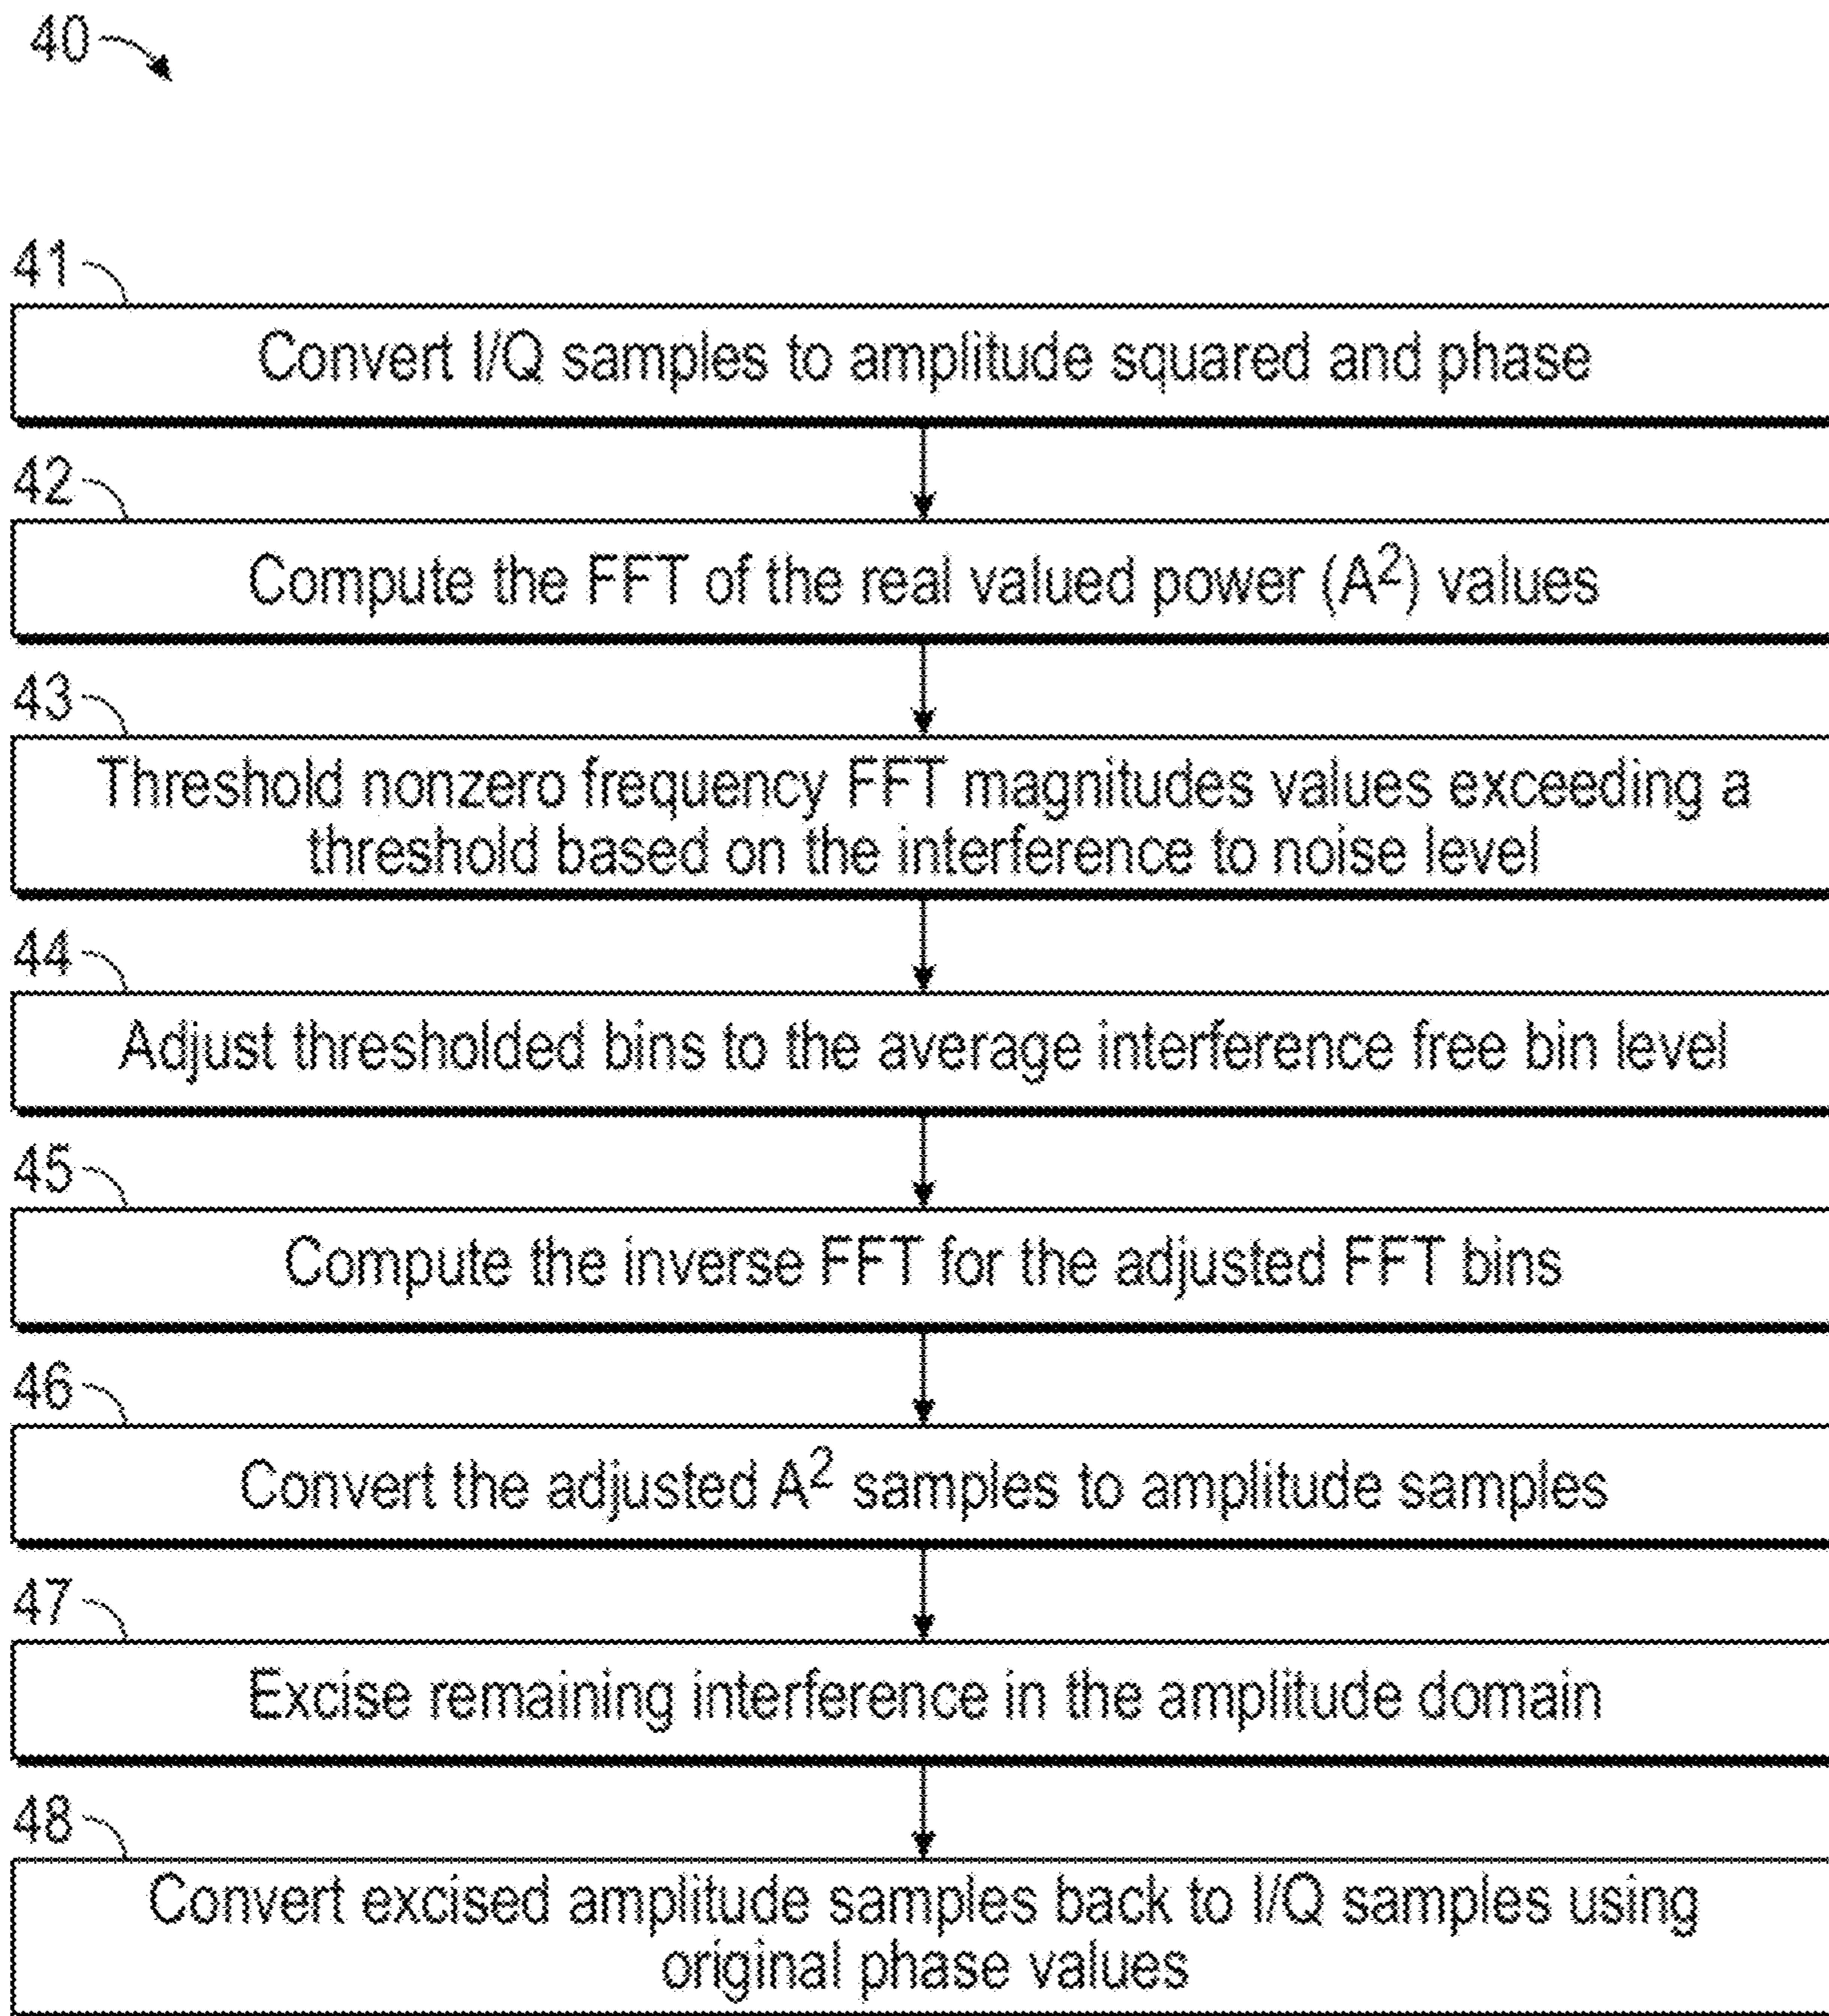 40
41
Convert I/Q samples to amplitude squared and phase
42
Compute the FFT of the real valued power (A²) values
43
Threshold nonzero frequency FFT magnitudes values exceeding a
threshold based on the interference to noise level
44
Adjust thresholded bins to the average interference free bin level
45
Compute the inverse FFT for the adjusted FFT bins
46
Convert the adjusted A² samples to amplitude samples
47
Excise remaining interference in the amplitude domain
48
Convert excised amplitude samples back to I/Q samples using
original phase values